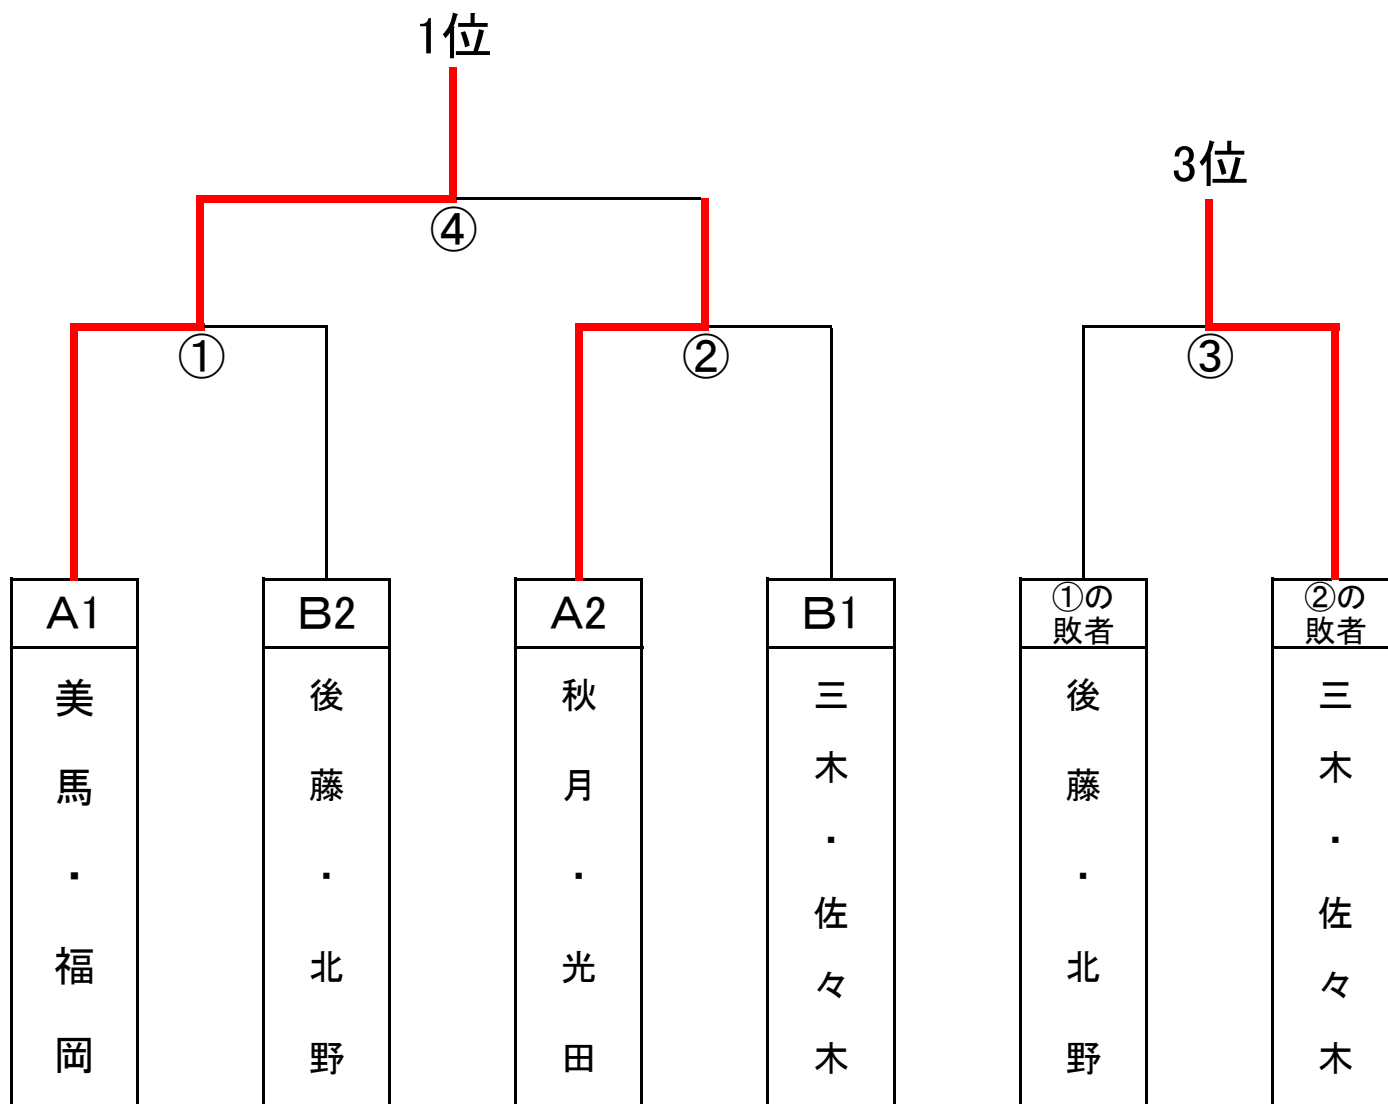 1位
3位
④
①
②
③
A1
B2
A2
B1
①の
敗者
②の
敗者
美馬・福岡
後藤・北野
秋月・光田
三木・佐々木
後藤・北野
三木・佐々木